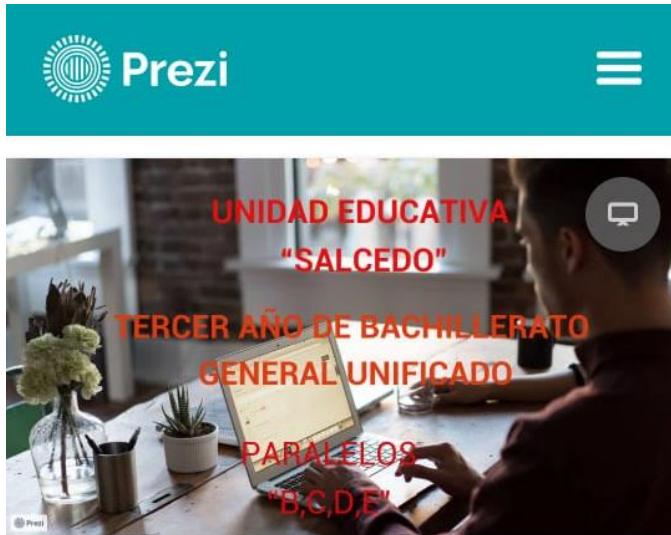 Prezi
UNIDAD EDUCATIVA
“SALCEDO”
TERCER AÑO DE BACHILLERATO
GENERAL UNIFICADO
PARALELOS
“B,C,D,E”
Prezi